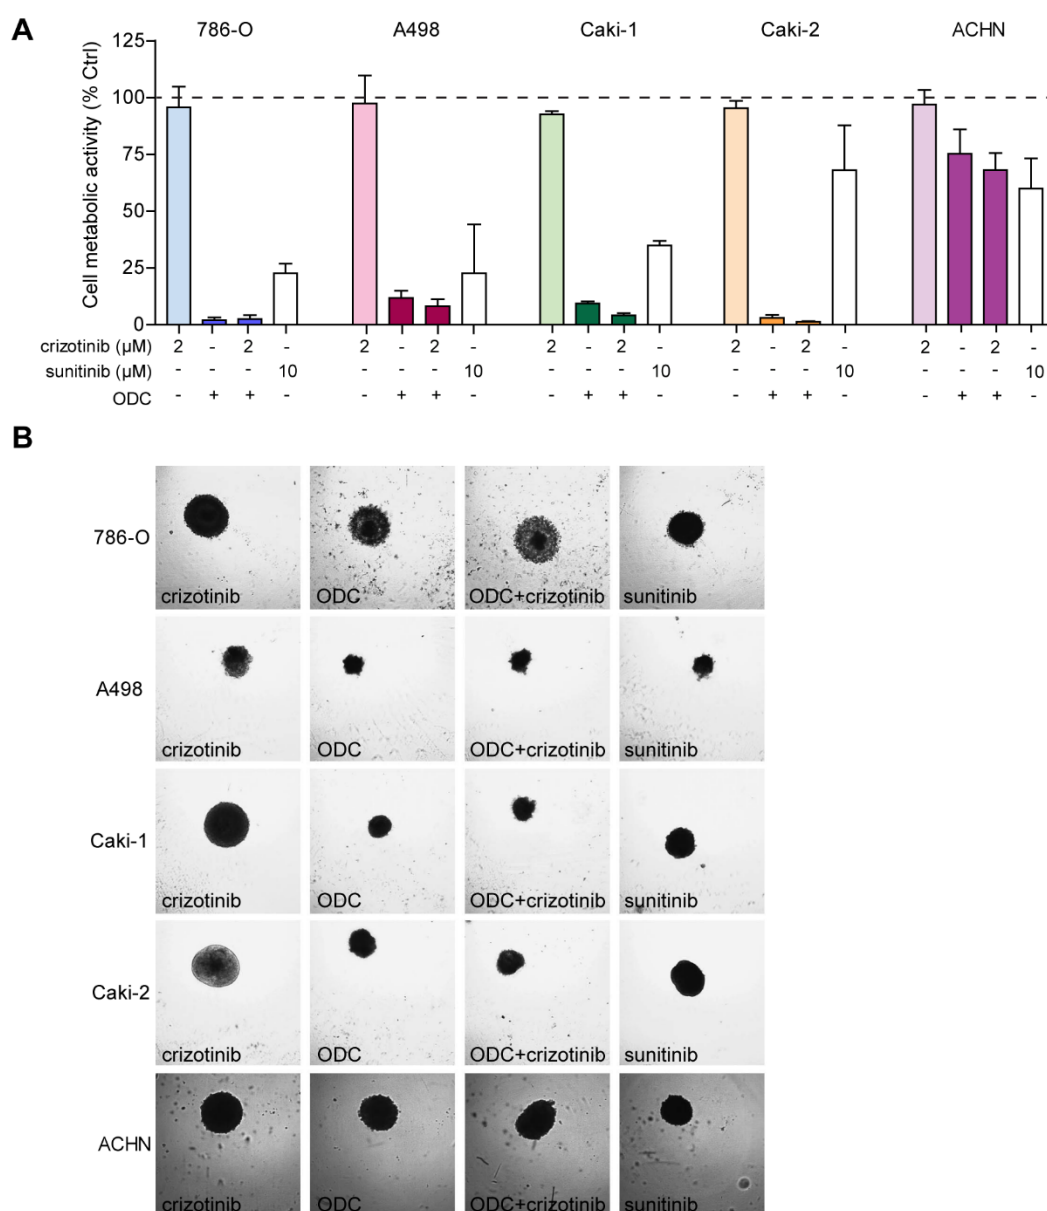 A
786-O A498 Caki-1 Caki-2 ACHN
Cell metabolic activity (% Ctrl)
125
100
75
50
25
0
crizotinib (µM) 2 - 2 - 2 - 2 - 2 - 2 - 2 - 2 - 2 - 2 -
sunitinib (µM) - - - 10 - - - 10 - - - 10 - - - 10 - - - 10
ODC - + + - - + + - - + + - - + + - - + + -
B
786-O
crizotinib ODC ODC+crizotinib sunitinib
A498
crizotinib ODC ODC+crizotinib sunitinib
Caki-1
crizotinib ODC ODC+crizotinib sunitinib
Caki-2
crizotinib ODC ODC+crizotinib sunitinib
ACHN
crizotinib ODC ODC+crizotinib sunitinib